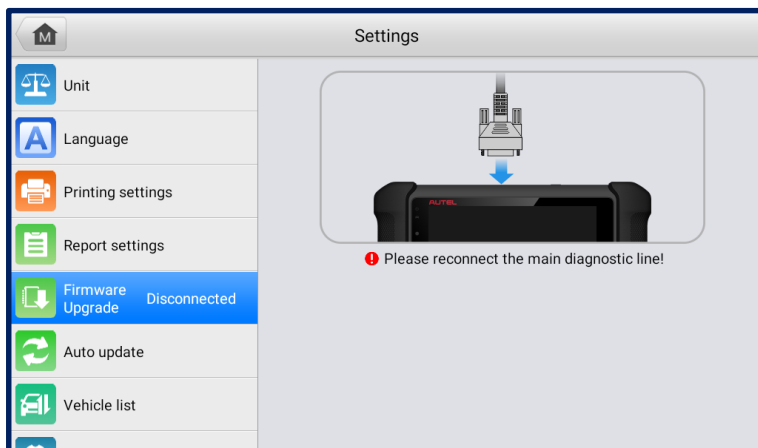 M
Settings
Unit
Language
Printing settings
Report settings
Firmware
Upgrade
Disconnected
Auto update
Vehicle list
A
AUTEL
Please reconnect the main diagnostic line!